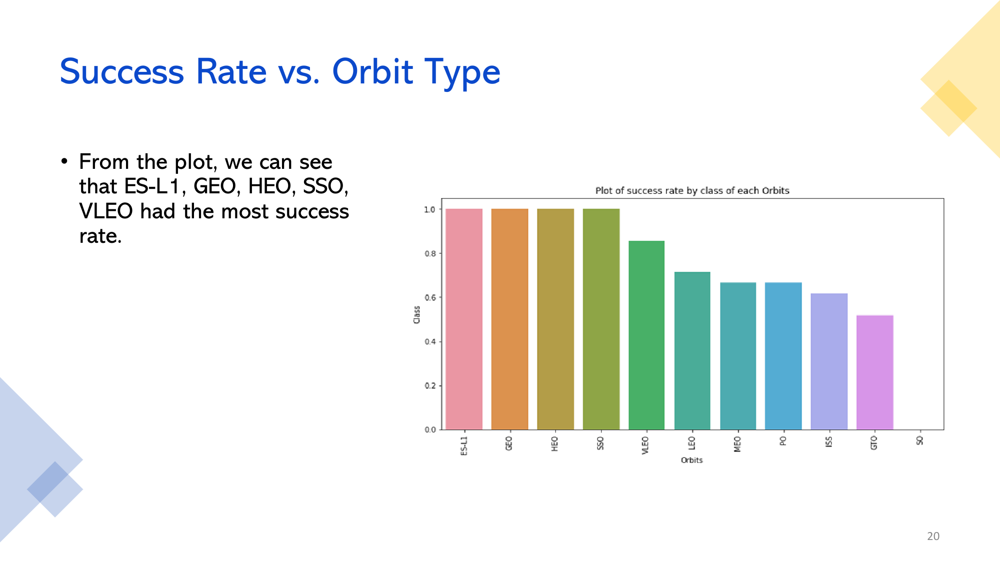 Success Rate vs. Orbit Type
• From the plot, we can see
that ES-L1, GEO, HEO, SSO,
VLEO had the most success
rate.
Plot of success rate by class of each Orbits
1.0
0.8
0.6
0.4
0.2
0.0
Class
ES-L1
GEO
HEO
SSO
VLEO
LEO
MEO
PO
ISS
GTO
SO
Orbits
20